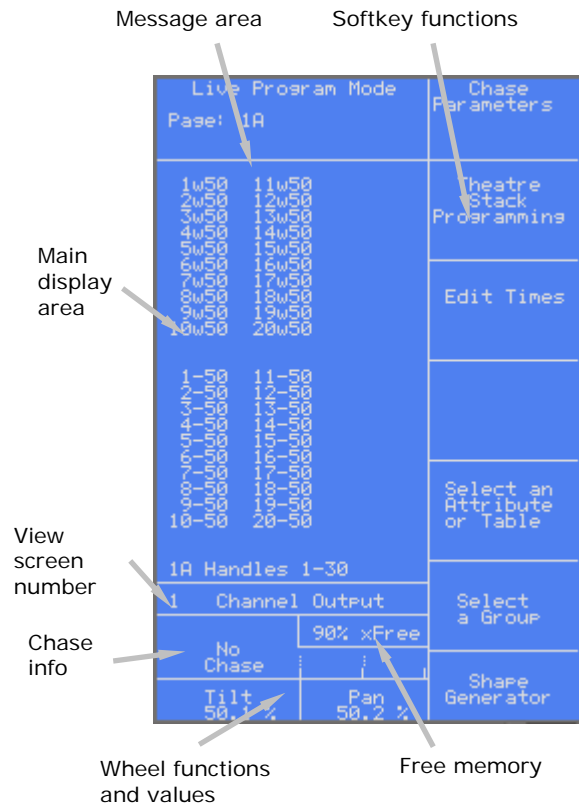 Message area
Softkey functions
Live Program Mode
Page: 1A
Chase
Parameters
1w50 11w50
2w50 12w50
3w50 13w50
4w50 14w50
5w50 15w50
6w50 16w50
7w50 17w50
8w50 18w50
9w50 19w50
10w50 20w50
Theatre
Stack
Programming
Main
display
area
Edit Times
1-50 11-50
2-50 12-50
3-50 13-50
4-50 14-50
5-50 15-50
6-50 16-50
7-50 17-50
8-50 18-50
9-50 19-50
10-50 20-50
Select an
Attribute
or Table
1A Handles 1-30
View
screen
number
1 Channel Output
Select
a Group
Chase
info
No
Chase
90% xFree
Tilt
50.1 %
Pan
50.2 %
Shape
Generator
Wheel functions
and values
Free memory